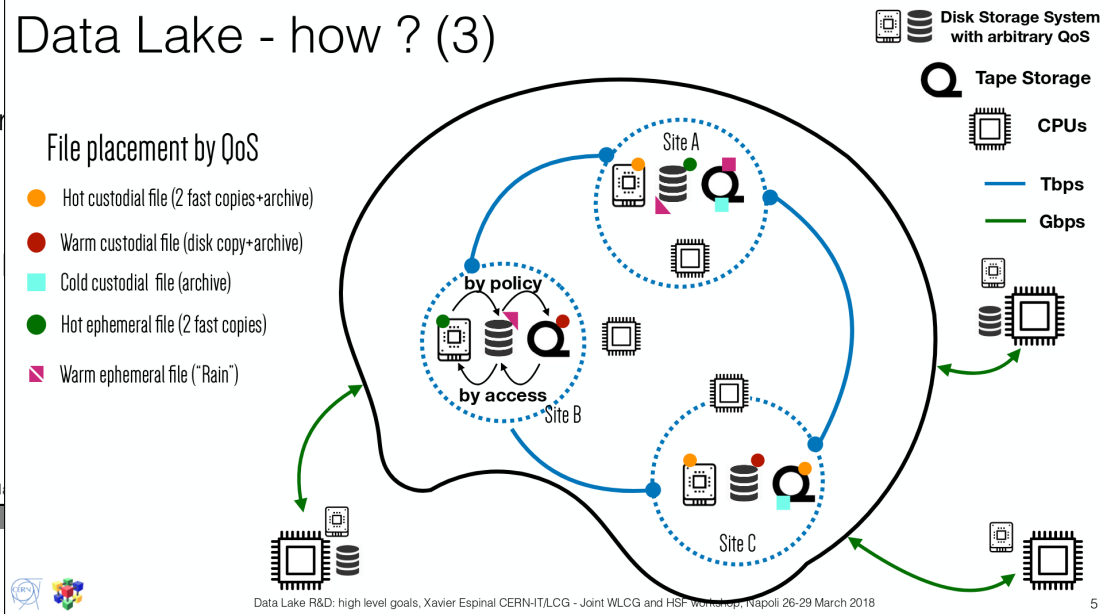 Data Lake - how ? (3)
Disk Storage System
with arbitrary QoS
Tape Storage
CPUs
Tbps
Gbps
File placement by QoS
Hot custodial file (2 fast copies+archive)
Warm custodial file (disk copy+archive)
Cold custodial file (archive)
Hot ephemeral file (2 fast copies)
Warm ephemeral file ("Rain")
Site A
by policy
by access
Site B
Site C
CERN
Data Lake R&D: high level goals, Xavier Espinal CERN-IT/LCG - Joint WLCG and HSF workshop, Napoli 26-29 March 2018
5